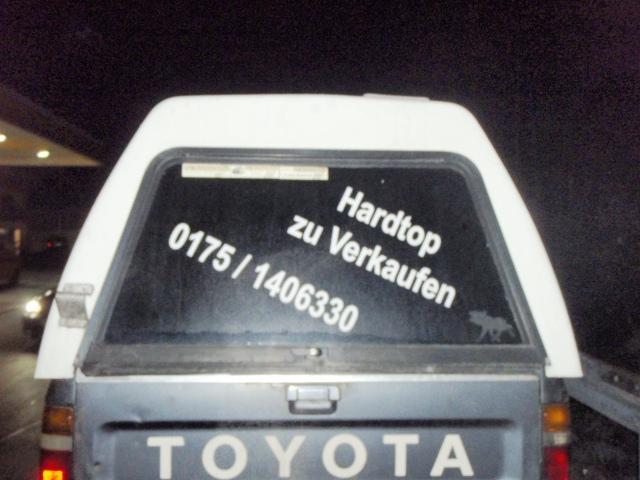 Hardtop
zu Verkaufen
0175 / 1406330
TOYOTA